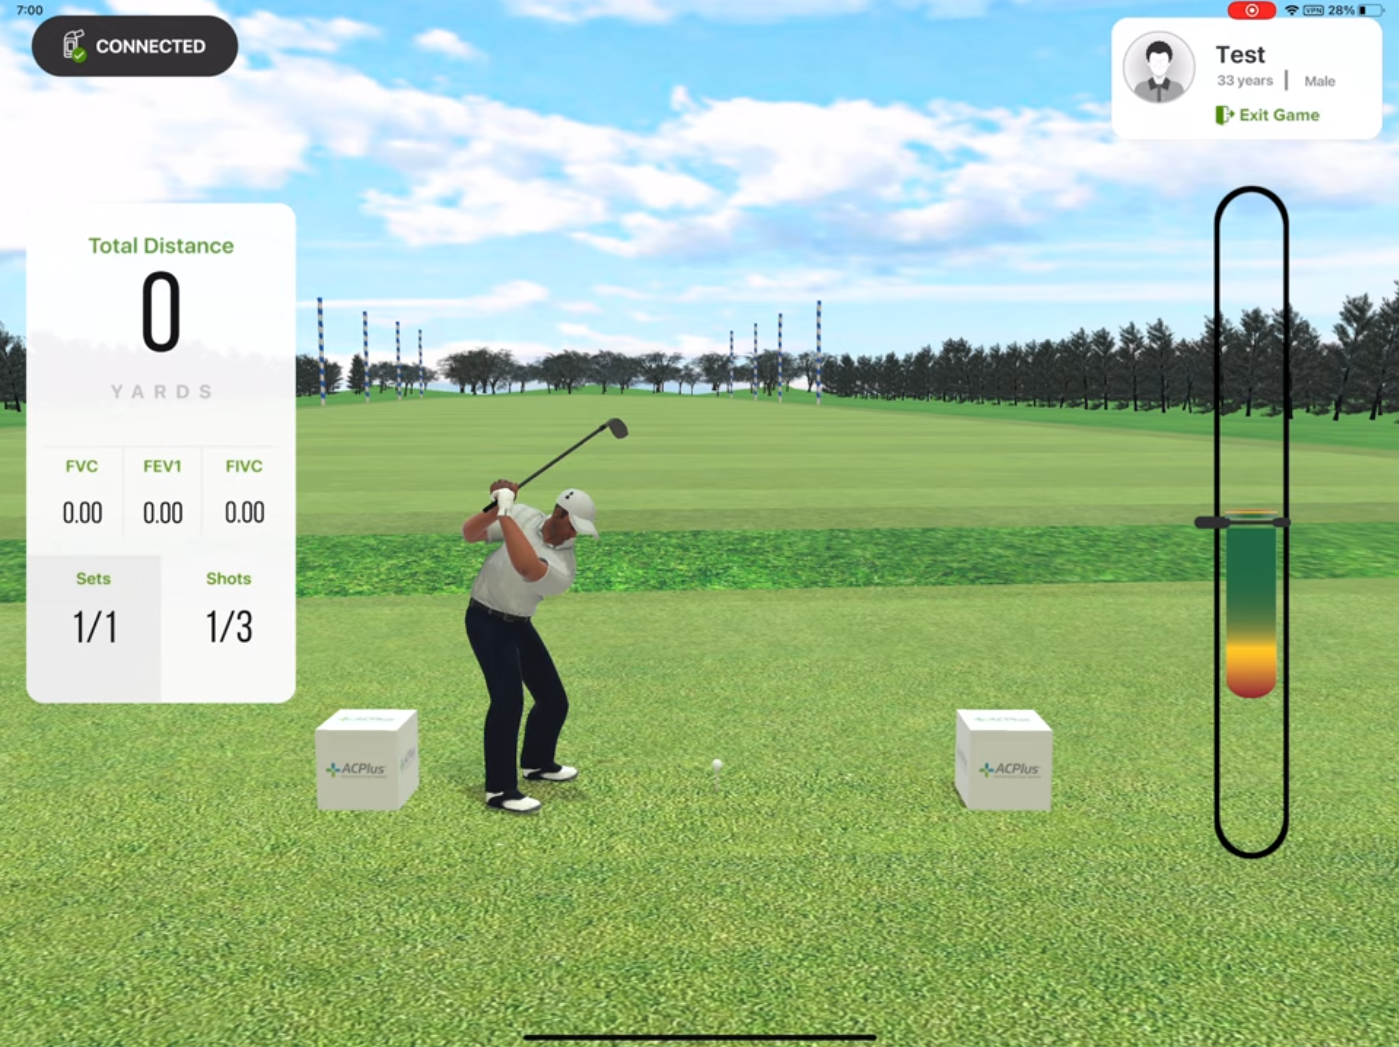 7:00
VPN 28%
CONNECTED
Test
33 years | Male
Exit Game
Total Distance
0
YARDS
FVC FEV1 FIVC
0.00 0.00 0.00
Sets Shots
1/1 1/3
ACPlus
ACPlus